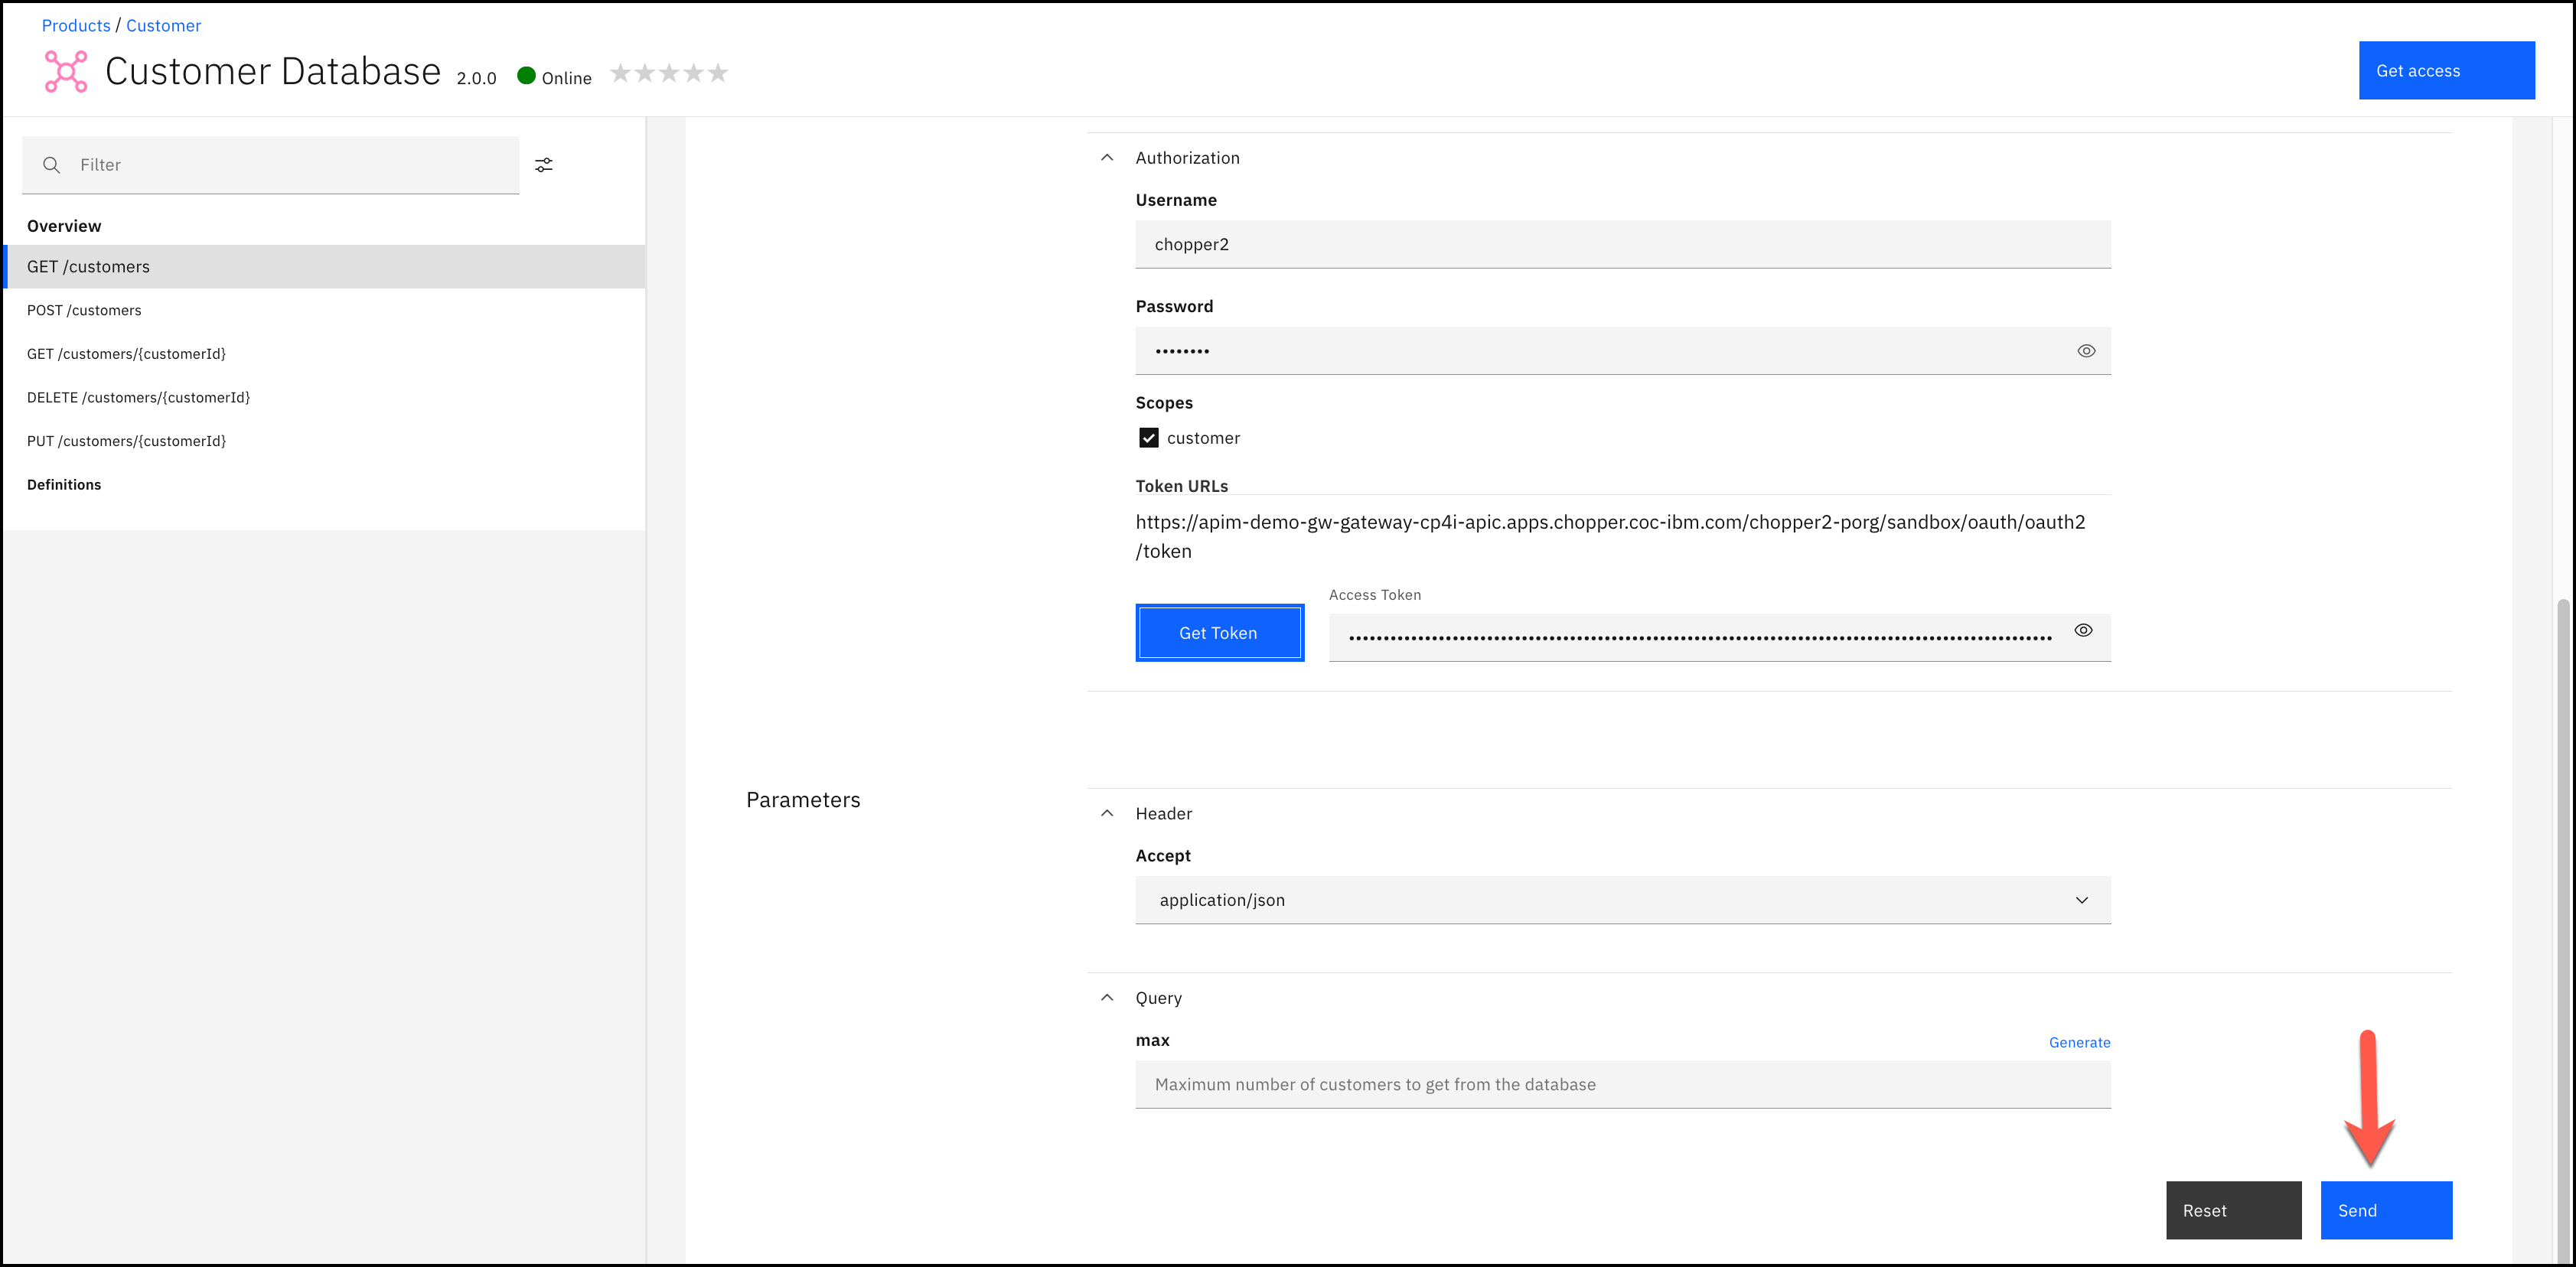 Products / Customer
Customer Database 2.0.0 Online
Get access
Filter
Overview
GET /customers
POST /customers
GET /customers/{customerId}
DELETE /customers/{customerId}
PUT /customers/{customerId}
Definitions
Authorization
Username
chopper2
Password
••••••••
Scopes
customer
Token URLs
https://apim-demo-gw-gateway-cp4i-apic.apps.chopper.coc-ibm.com/chopper2-porg/sandbox/oauth/oauth2
/token
Access Token
Get Token
Parameters
Header
Accept
application/json
Query
max
Generate
Maximum number of customers to get from the database
Reset
Send